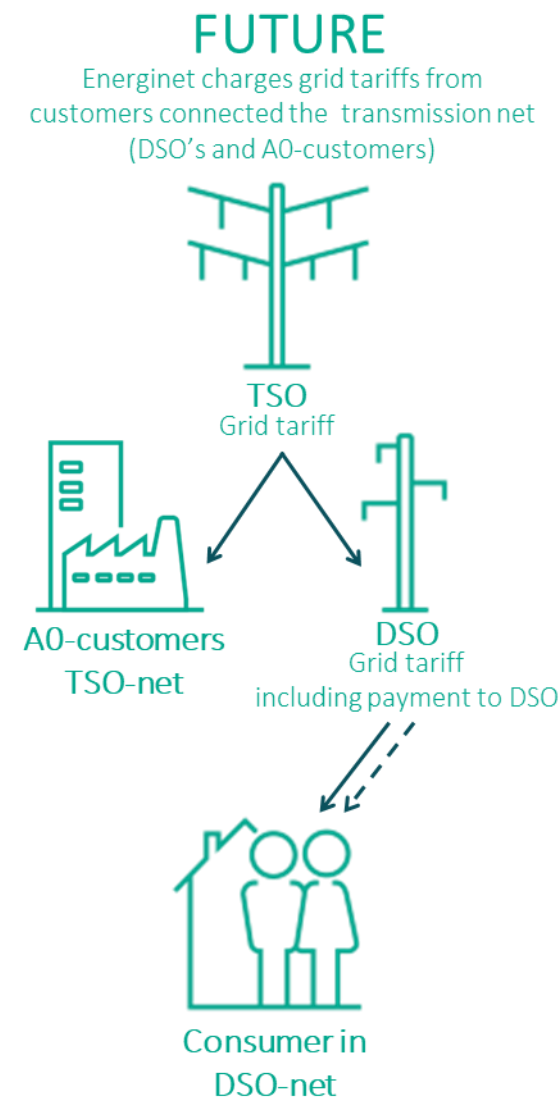 FUTURE
Energinet charges grid tariffs from
customers connected the transmission net
(DSO's and A0-customers)
TSO
Grid tariff
A0-customers
TSO-net
DSO
Grid tariff
including payment to DSO
Consumer in
DSO-net